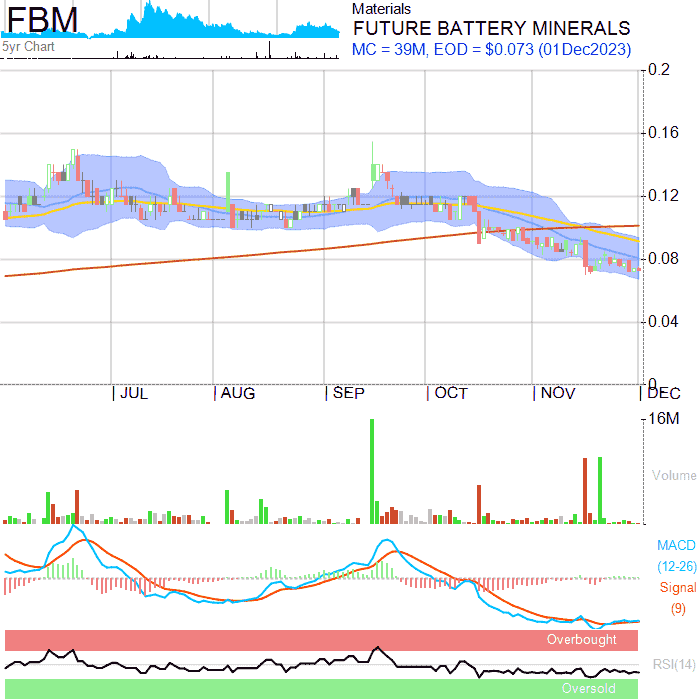 FBM
5yr Chart
Materials
FUTURE BATTERY MINERALS
MC = 39M, EOD = $0.073 (01Dec2023)
0.2
0.16
0.12
0.08
0.04
0
JUL AUG SEP OCT NOV DEC
16M
Volume
MACD
(12-26)
Signal
(9)
Overbought
RSI(14)
Oversold